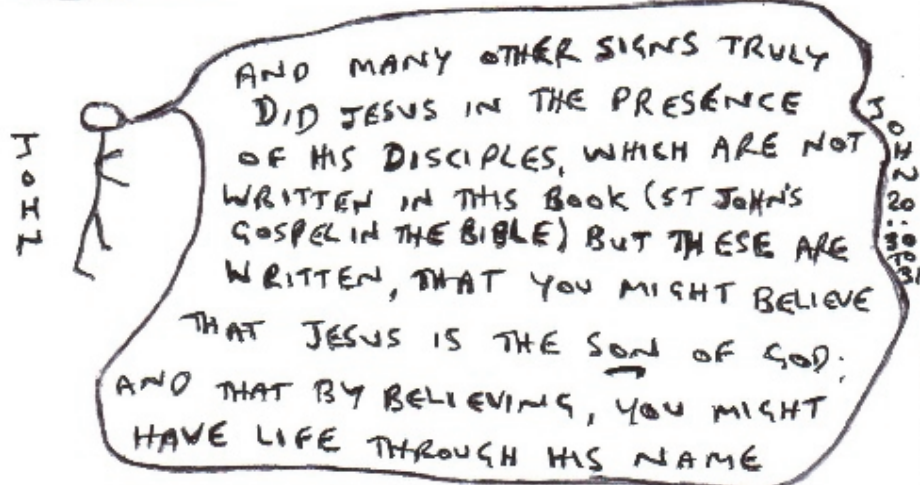 JOHN
AND MANY OTHER SIGNS TRULY
DID JESUS IN THE PRESENCE
OF HIS DISCIPLES, WHICH ARE NOT
WRITTEN IN THIS BOOK (ST JOHN'S
GOSPEL IN THE BIBLE) BUT THESE ARE
WRITTEN, THAT YOU MIGHT BELIEVE
THAT JESUS IS THE SON OF GOD.
AND THAT BY BELIEVING, YOU MIGHT
HAVE LIFE THROUGH HIS NAME
JOHN 20:30 TO 31